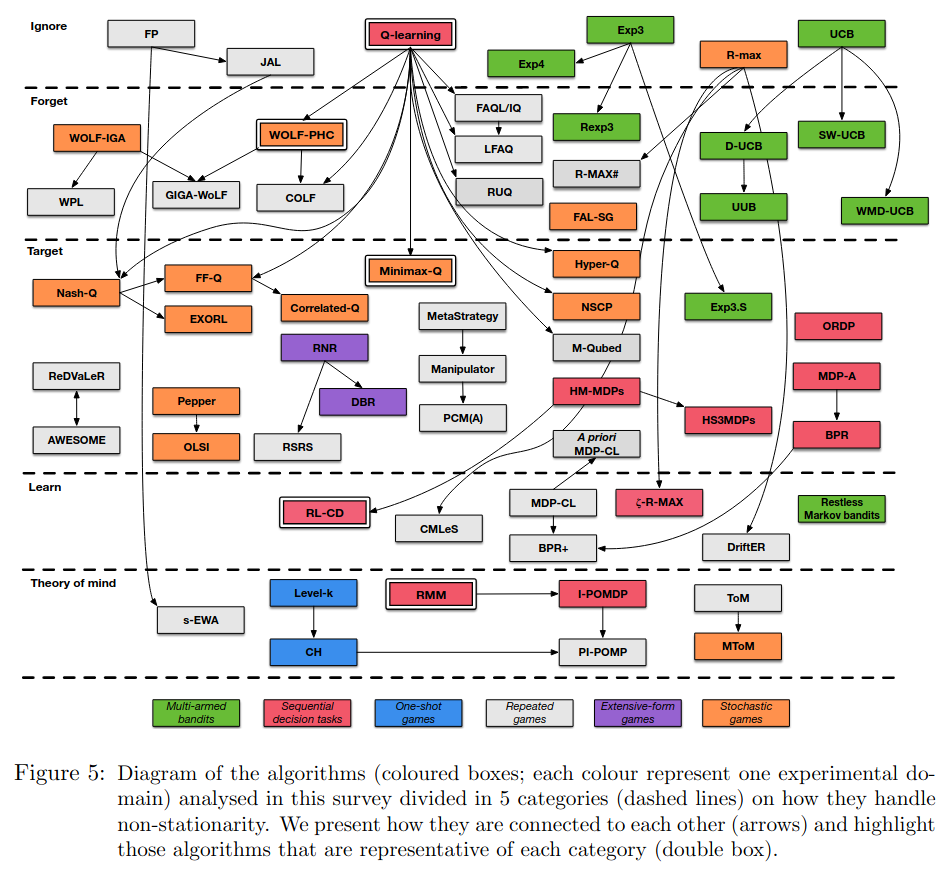 Ignore
FP
JAL
Q-learning
Exp3
Exp4
R-max
UCB
Forget
WOLF-IGA
WOLF-PHC
FAQL/IQ
LFAQ
RUQ
Rexp3
R-MAX#
FAL-SG
D-UCB
SW-UCB
UUB
WMD-UCB
WPL
GIGA-WoLF
COLF
Target
Nash-Q
FF-Q
EXORL
Correlated-Q
Minimax-Q
Hyper-Q
NSCP
Exp3.S
ORDP
RNR
MetaStrategy
M-Qubed
ReDVaLeR
Manipulator
MDP-A
Pepper
DBR
HM-MDPs
HS3MDPs
PCM(A)
AWESOME
OLSI
RSRS
A priori
MDP-CL
BPR
Learn
RL-CD
CMLeS
MDP-CL
ζ-R-MAX
Restless
Markov bandits
BPR+
DriftER
Theory of mind
s-EWA
Level-k
RMM
I-POMDP
ToM
CH
PI-POMP
MToM
Multi-armed
bandits
Sequential
decision tasks
One-shot
games
Repeated
games
Extensive-form
games
Stochastic
games
Figure 5: Diagram of the algorithms (coloured boxes; each colour represent one experimental do-
main) analysed in this survey divided in 5 categories (dashed lines) on how they handle
non-stationarity. We present how they are connected to each other (arrows) and highlight
those algorithms that are representative of each category (double box).